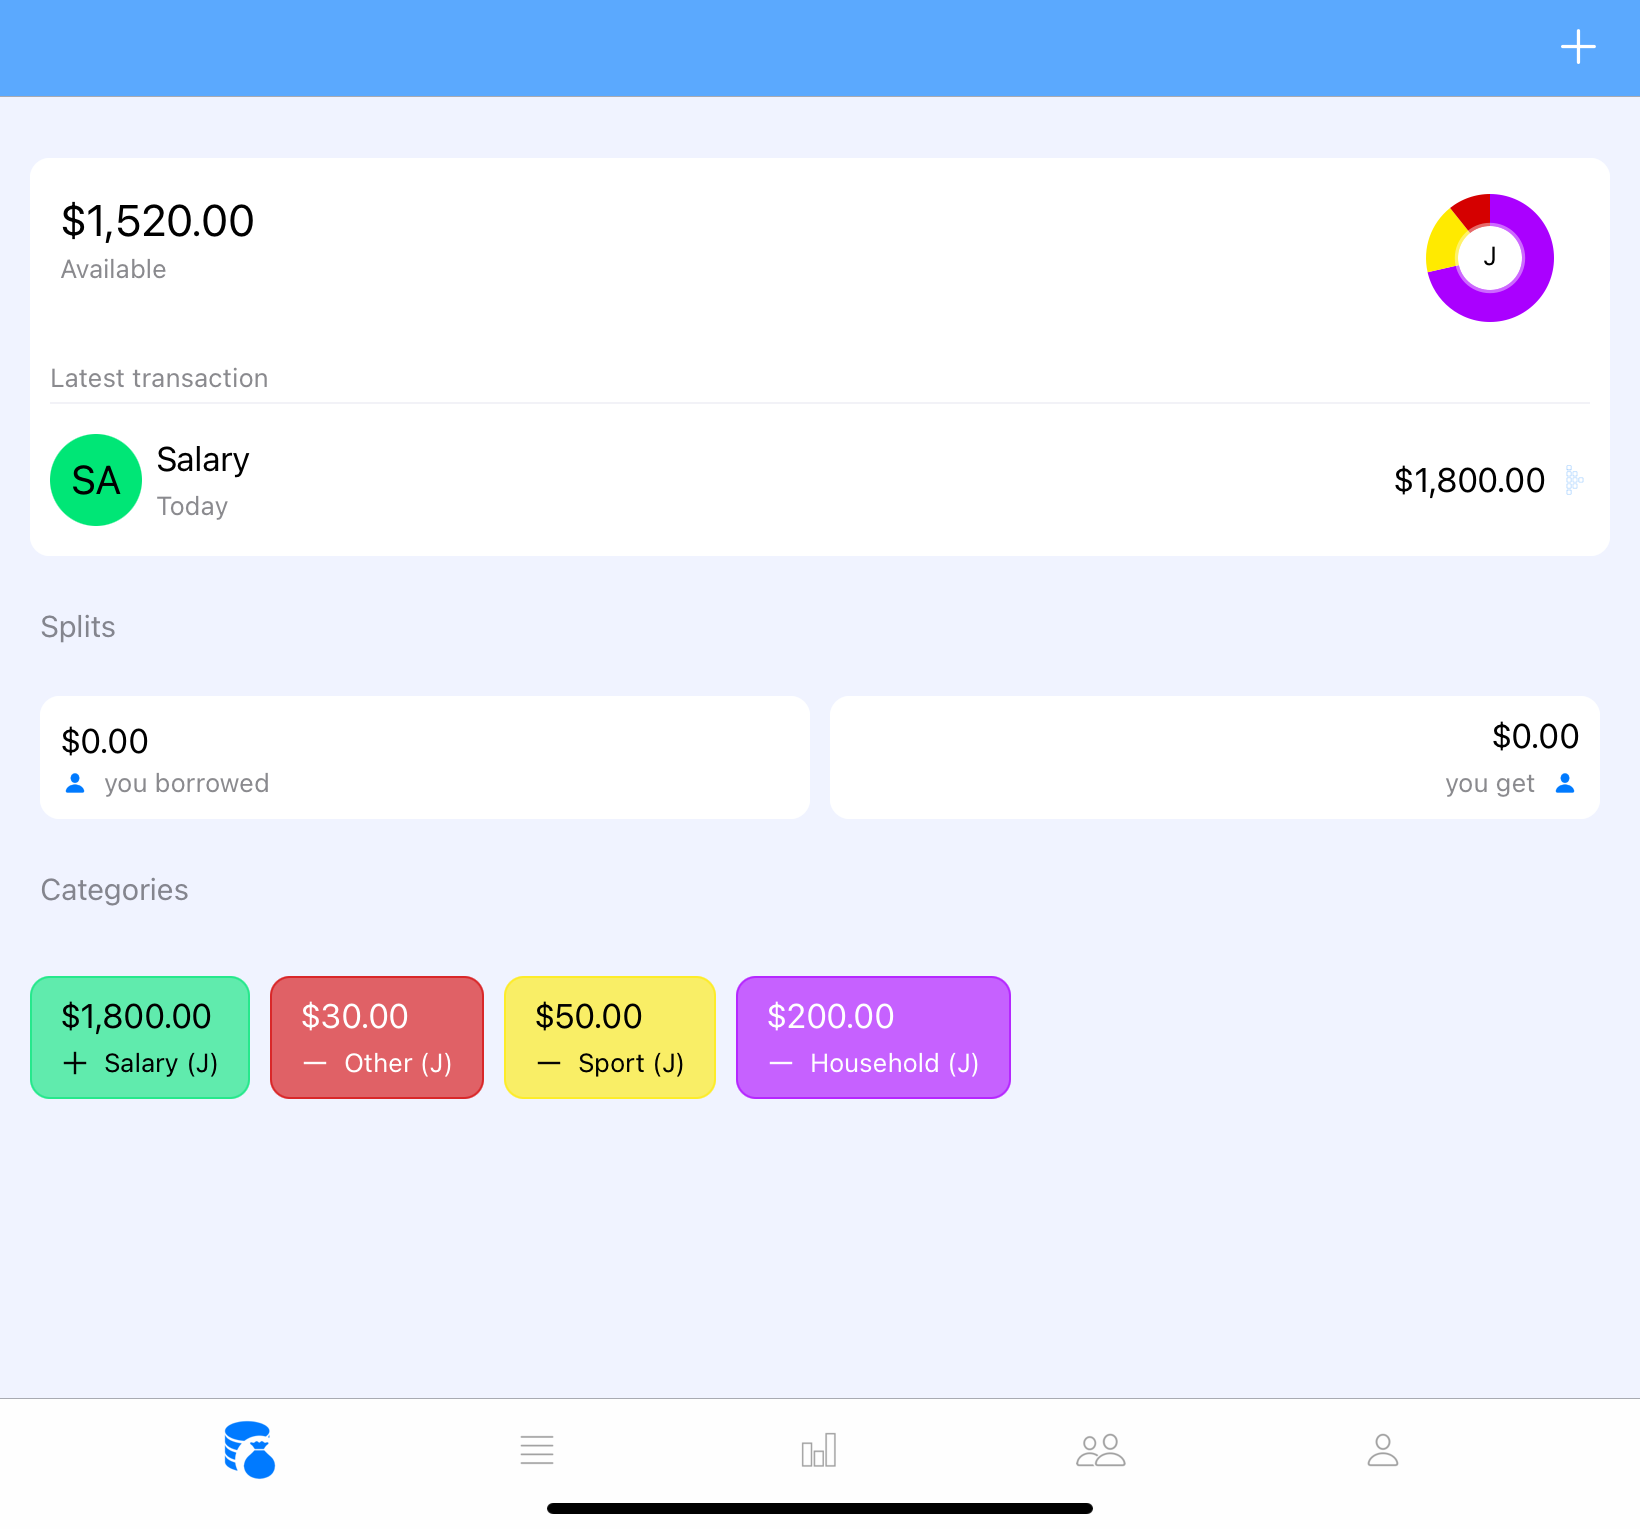 $1,520.00
Available
J
Latest transaction
SA
Salary
Today
$1,800.00
Splits
$0.00
you borrowed
$0.00
you get
Categories
$1,800.00
Salary (J)
$30.00
Other (J)
$50.00
Sport (J)
$200.00
Household (J)